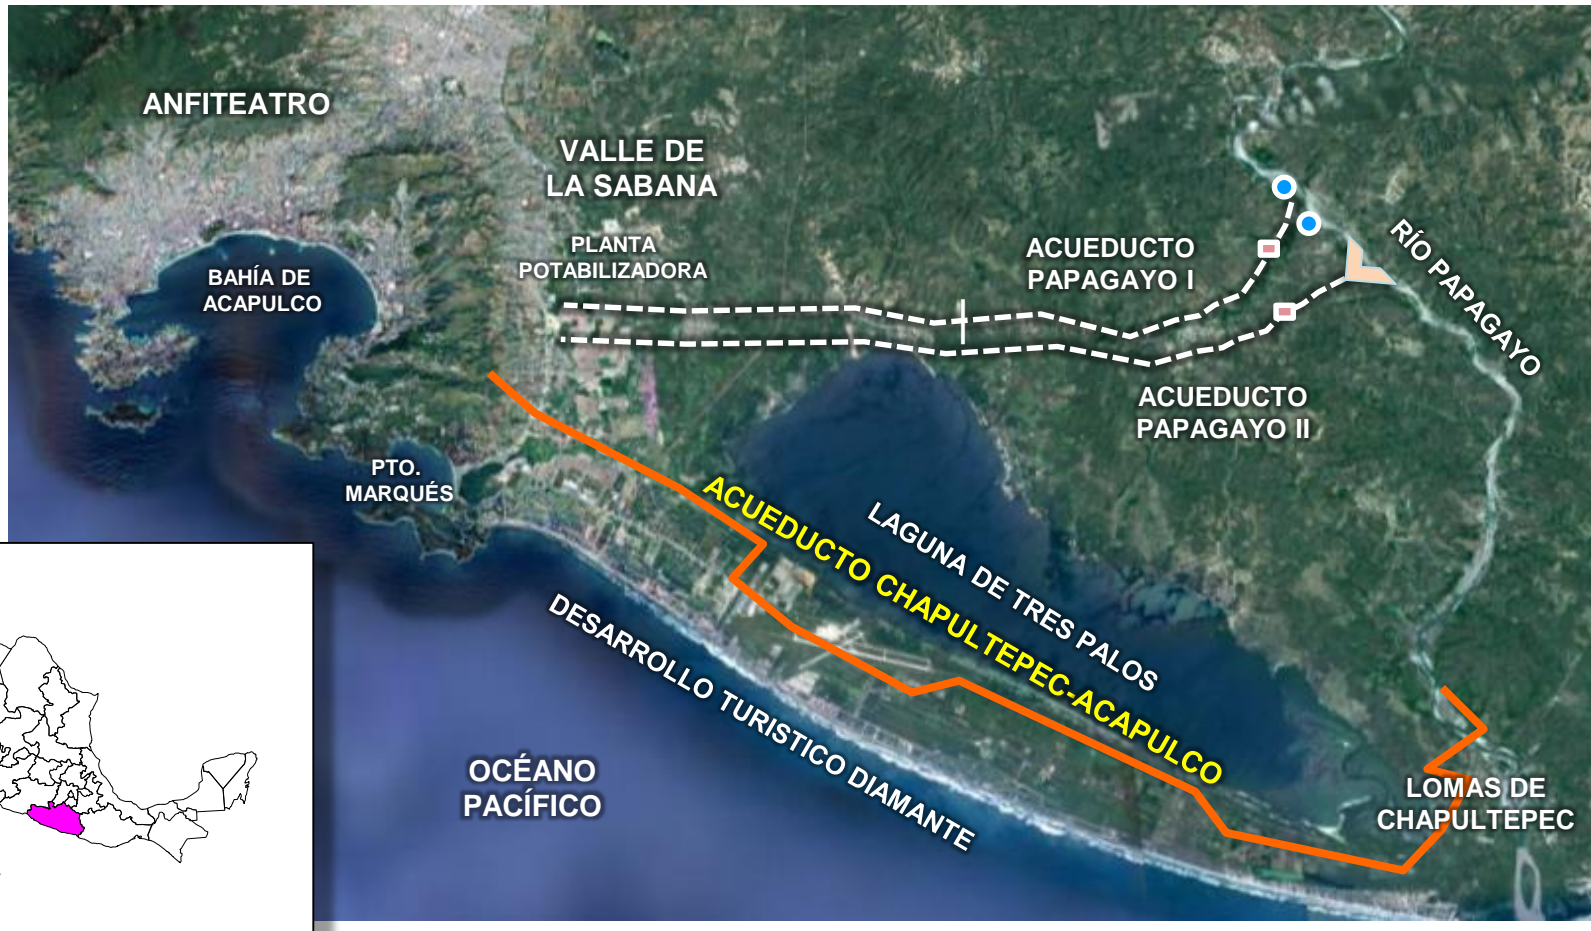 ANFITEATRO
VALLE DE
LA SABANA
PLANTA
POTABILIZADORA
BAHÍA DE
ACAPULCO
ACUEDUCTO
PAPAGAYO I
RÍO PAPAGAYO
ACUEDUCTO
PAPAGAYO II
PTO.
MARQUÉS
LAGUNA DE TRES PALOS
ACUEDUCTO CHAPULTEPEC-ACAPULCO
DESARROLLO TURISTICO DIAMANTE
OCÉANO
PACÍFICO
LOMAS DE
CHAPULTEPEC